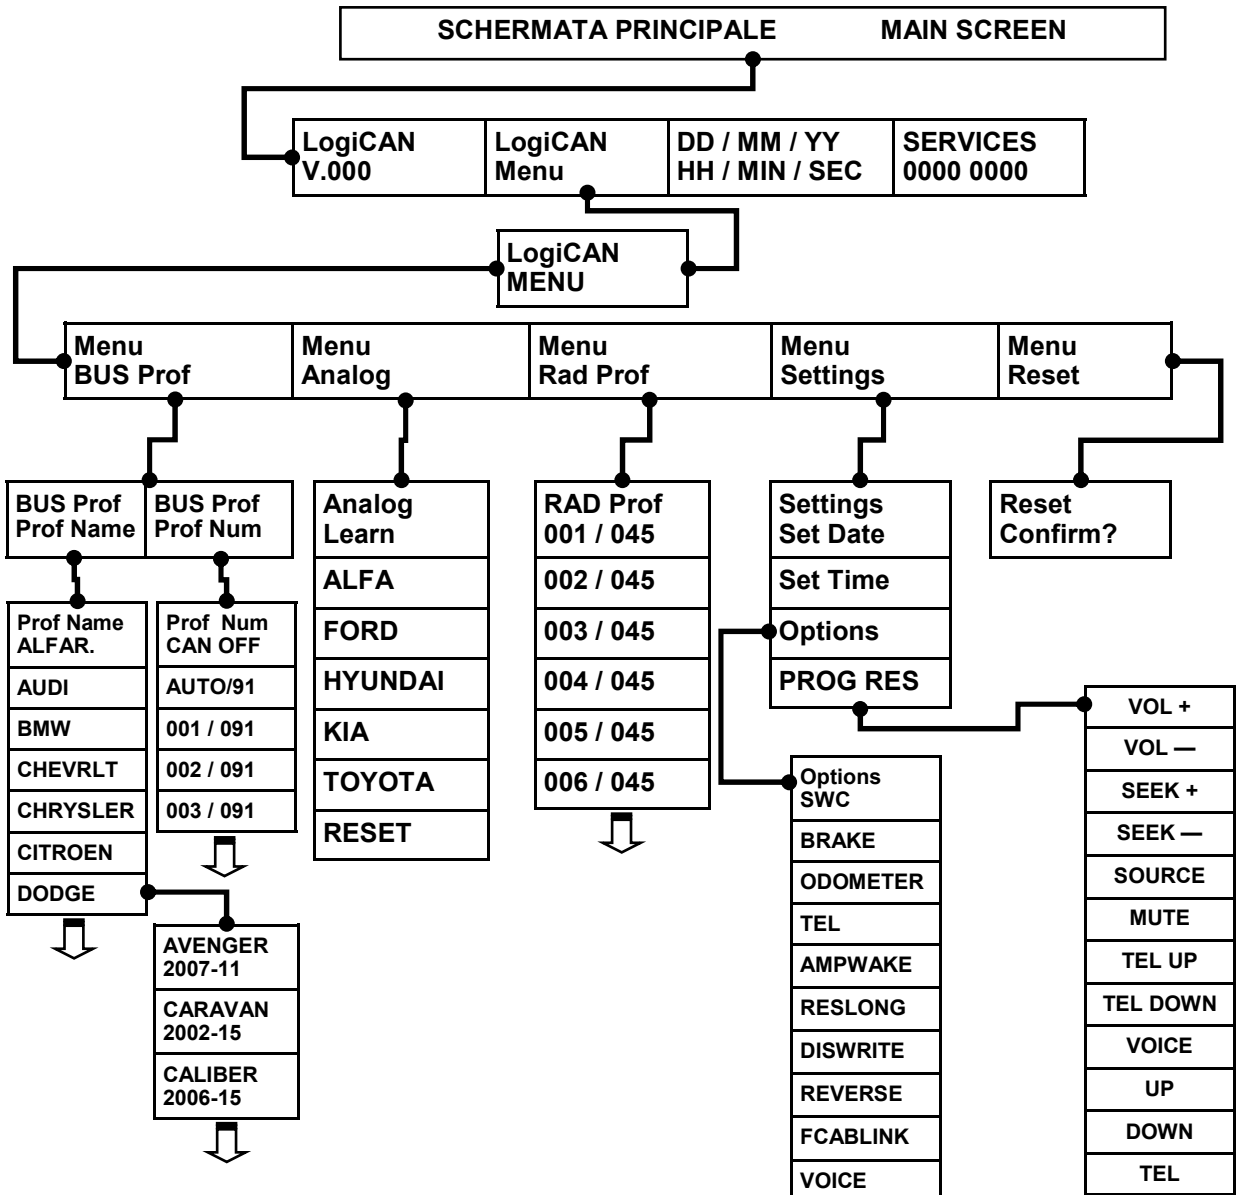 SCHERMATA PRINCIPALE MAIN SCREEN
LogiCAN
V.000
LogiCAN
Menu
DD / MM / YY
HH / MIN / SEC
SERVICES
0000 0000
LogiCAN
MENU
Menu
BUS Prof
Menu
Analog
Menu
Rad Prof
Menu
Settings
Menu
Reset
BUS Prof
Prof Name
BUS Prof
Prof Num
Prof Name
ALFAR.
AUDI
BMW
CHEVRLT
CHRYSLER
CITROEN
DODGE
Prof Num
CAN OFF
AUTO/91
001 / 091
002 / 091
003 / 091
AVENGER
2007-11
CARAVAN
2002-15
CALIBER
2006-15
Analog
Learn
ALFA
FORD
HYUNDAI
KIA
TOYOTA
RESET
RAD Prof
001 / 045
002 / 045
003 / 045
004 / 045
005 / 045
006 / 045
Settings
Set Date
Set Time
Options
PROG RES
Reset
Confirm?
Options
SWC
BRAKE
ODOMETER
TEL
AMPWAKE
RESLONG
DISWRITE
REVERSE
FCABLINK
VOICE
VOL +
VOL —
SEEK +
SEEK —
SOURCE
MUTE
TEL UP
TEL DOWN
VOICE
UP
DOWN
TEL